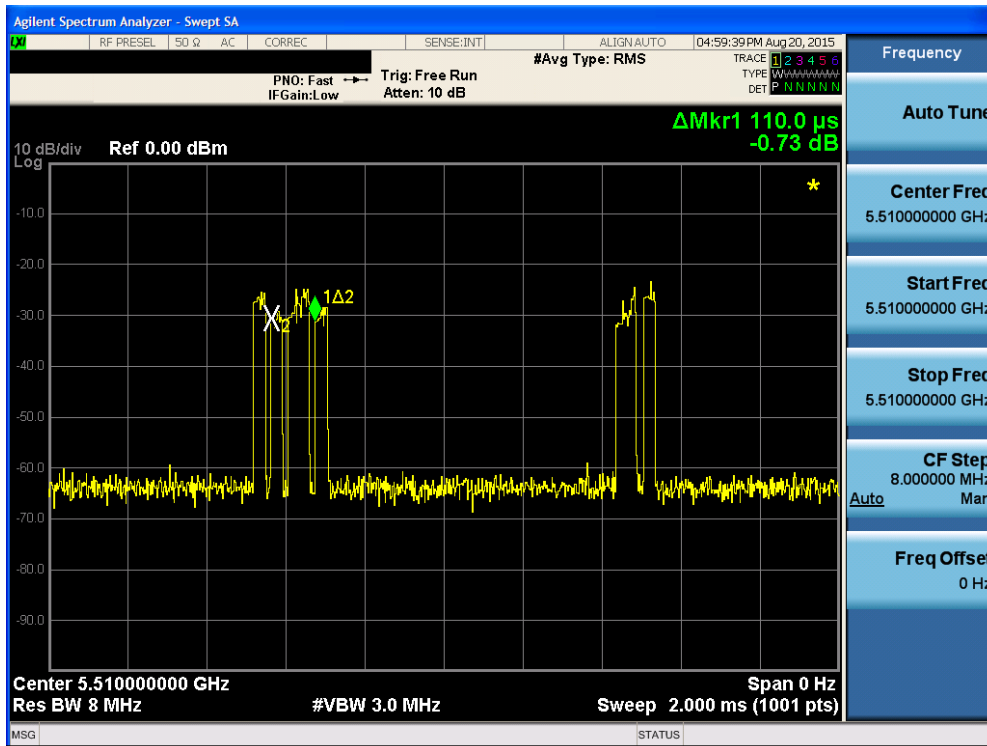 Agilent Spectrum Analyzer - Swept SA
LXI RF PRESEL 50 Ω AC CORREC SENSE:INT ALIGNAUTO 04:59:39 PM Aug 20, 2015
#Avg Type: RMS TRACE 1 2 3 4 5 6
PNO: Fast Trig: Free Run TYPE WWWWWW
IFGain:Low Atten: 10 dB DET P N N N N N
ΔMkr1 110.0 µs
-0.73 dB
10 dB/div Ref 0.00 dBm
Log
*
-10.0
-20.0
1Δ2
-30.0
X2
-40.0
-50.0
-60.0
-70.0
-80.0
-90.0
Center 5.510000000 GHz Span 0 Hz
Res BW 8 MHz #VBW 3.0 MHz Sweep 2.000 ms (1001 pts)
MSG STATUS
Frequency
Auto Tune
Center Freq
5.510000000 GHz
Start Freq
5.510000000 GHz
Stop Freq
5.510000000 GHz
CF Step
8.000000 MHz
Auto Man
Freq Offset
0 Hz